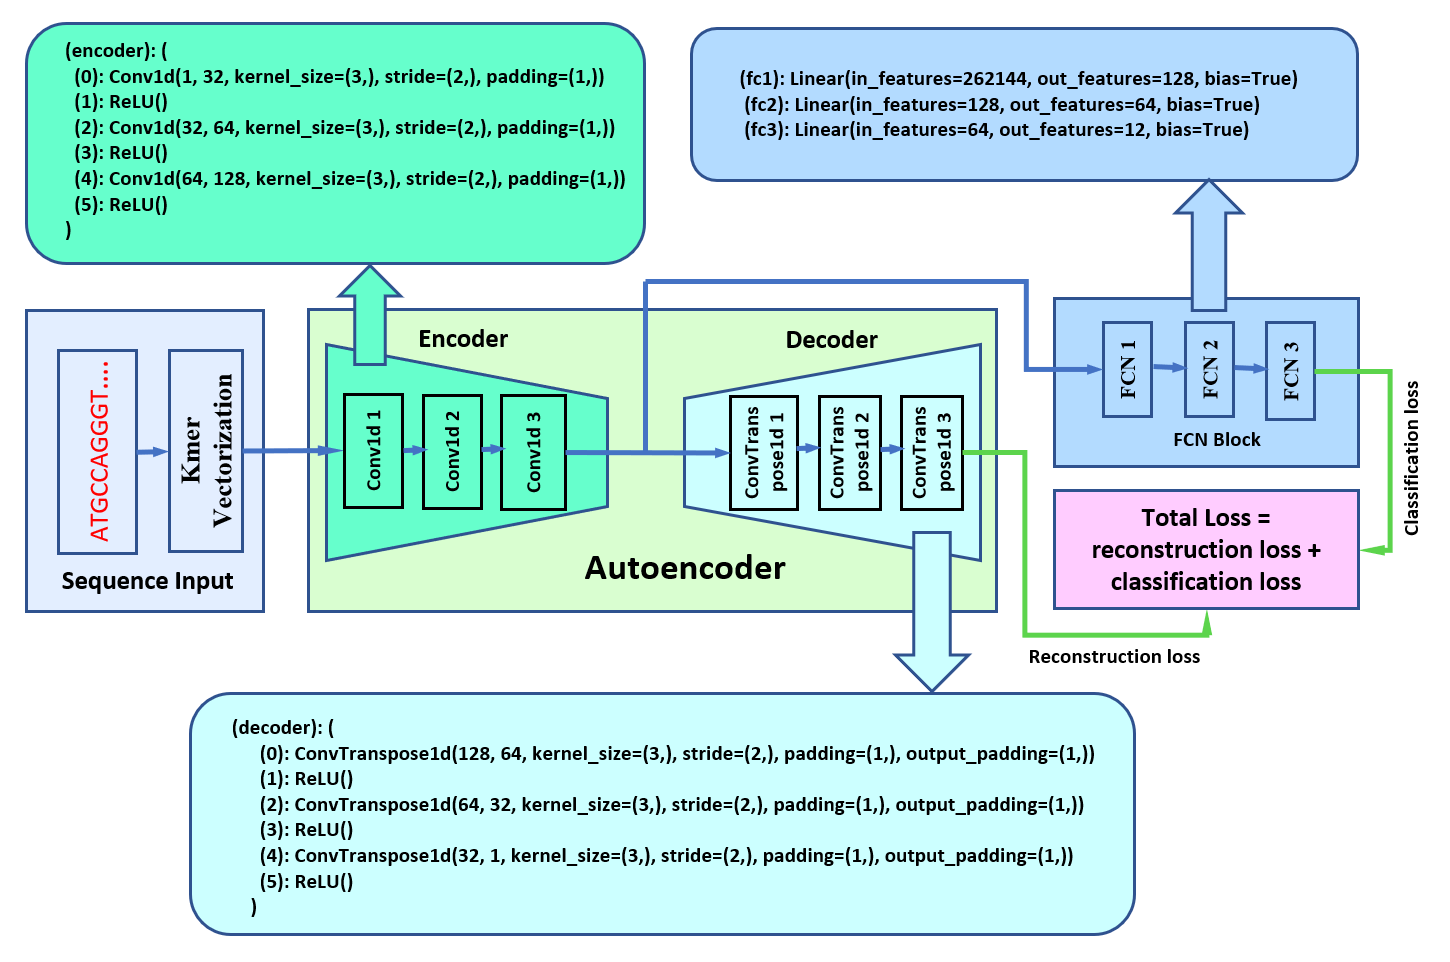 (encoder): (
(0): Conv1d(1, 32, kernel_size=(3,), stride=(2,), padding=(1,))
(1): ReLU()
(2): Conv1d(32, 64, kernel_size=(3,), stride=(2,), padding=(1,))
(3): ReLU()
(4): Conv1d(64, 128, kernel_size=(3,), stride=(2,), padding=(1,))
(5): ReLU()
)
(fc1): Linear(in_features=262144, out_features=128, bias=True)
(fc2): Linear(in_features=128, out_features=64, bias=True)
(fc3): Linear(in_features=64, out_features=12, bias=True)
ATGCCAGGGT....
Kmer
Vectorization
Sequence Input
Encoder
Conv1d 1
Conv1d 2
Conv1d 3
Decoder
ConvTrans
pose1d 1
ConvTrans
pose1d 2
ConvTrans
pose1d 3
Autoencoder
FCN 1
FCN 2
FCN 3
FCN Block
Classification loss
Total Loss =
reconstruction loss +
classification loss
Reconstruction loss
(decoder): (
(0): ConvTranspose1d(128, 64, kernel_size=(3,), stride=(2,), padding=(1,), output_padding=(1,))
(1): ReLU()
(2): ConvTranspose1d(64, 32, kernel_size=(3,), stride=(2,), padding=(1,), output_padding=(1,))
(3): ReLU()
(4): ConvTranspose1d(32, 1, kernel_size=(3,), stride=(2,), padding=(1,), output_padding=(1,))
(5): ReLU()
)